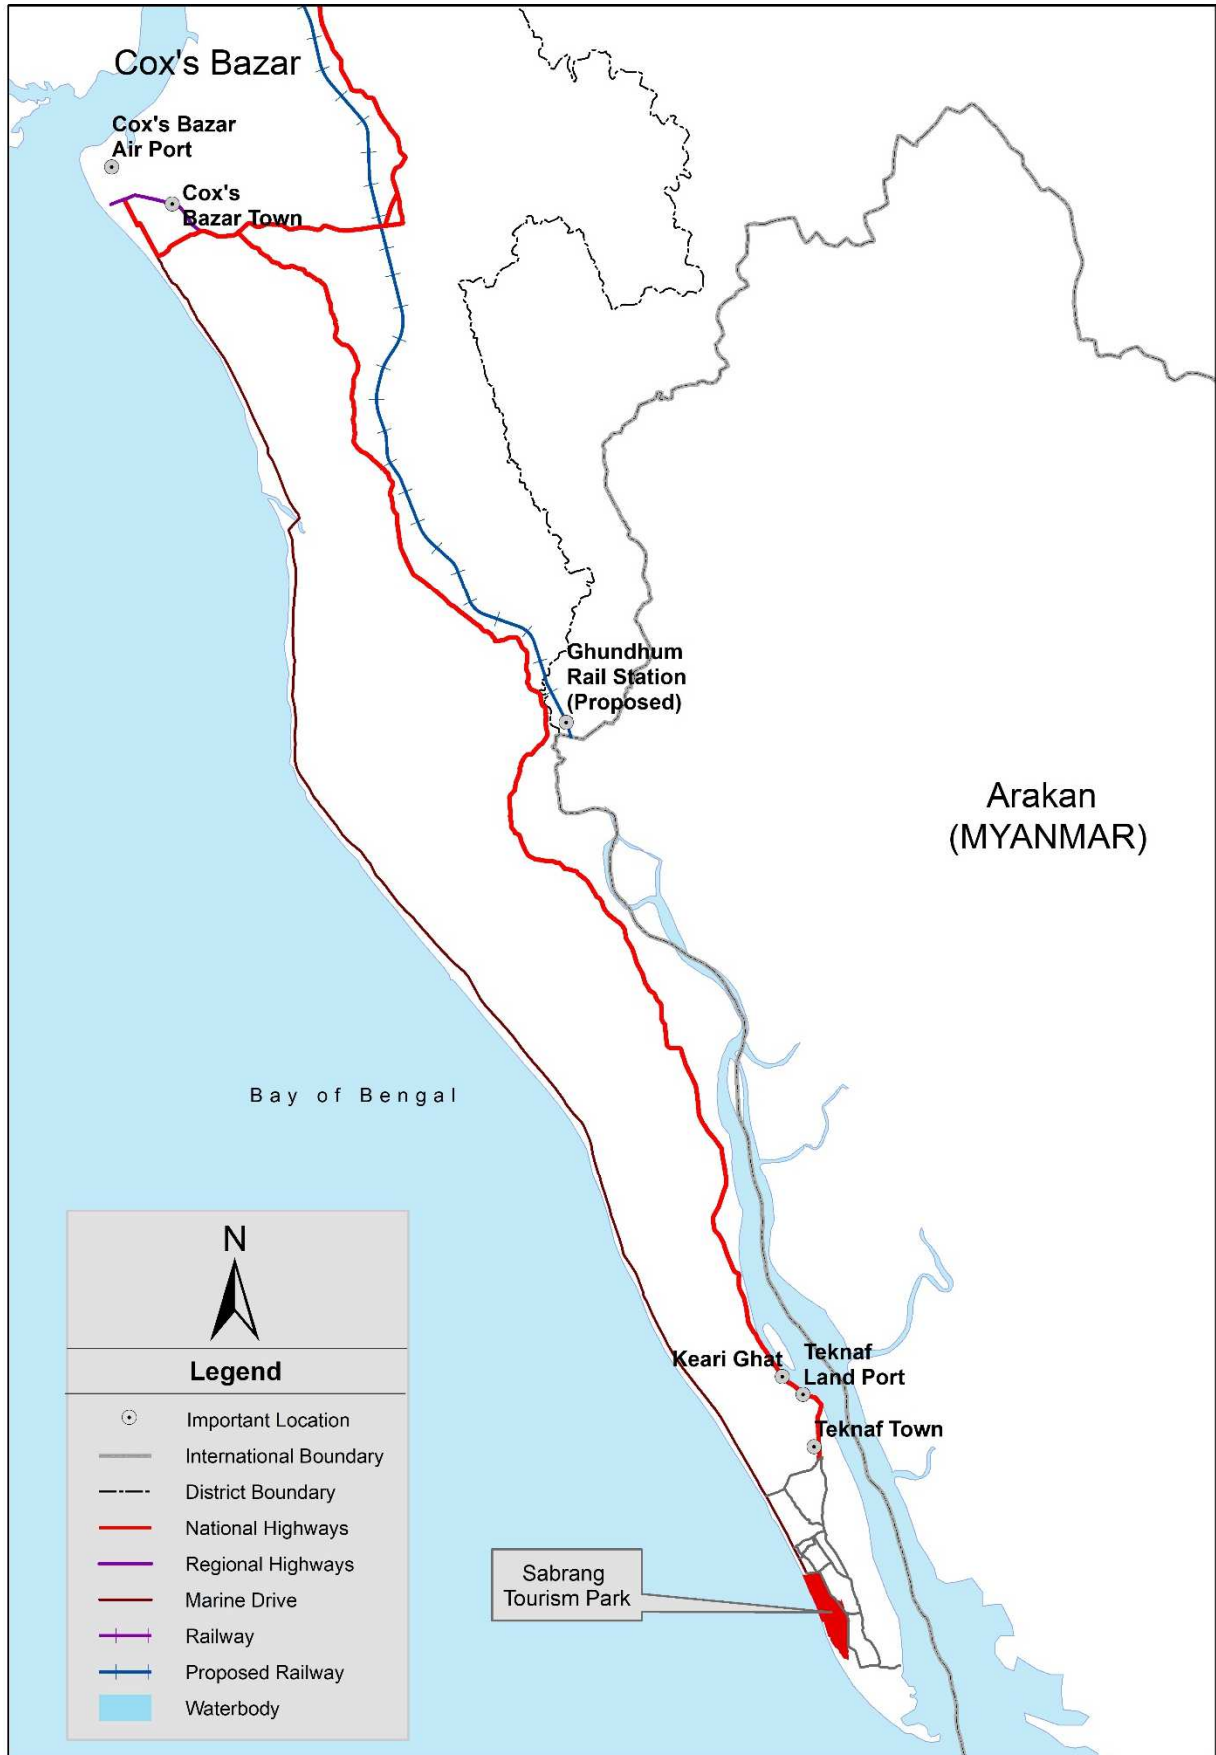 Cox's Bazar
Cox's Bazar
Air Port
Cox's
Bazar Town
Ghundhum
Rail Station
(Proposed)
Arakan
(MYANMAR)
Bay of Bengal
Keari Ghat
Teknaf
Land Port
Teknaf Town
Sabrang
Tourism Park
N
Legend
Important Location
International Boundary
District Boundary
National Highways
Regional Highways
Marine Drive
Railway
Proposed Railway
Waterbody